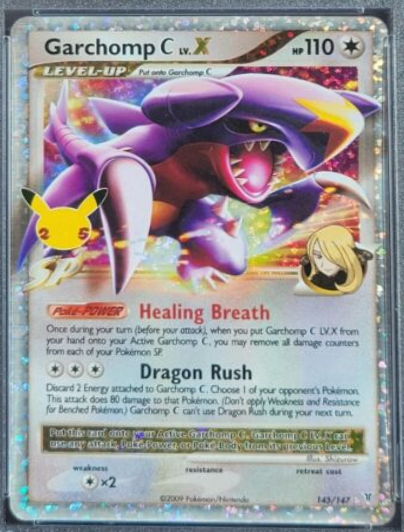 Garchomp C LV.X HP 110
LEVEL-UP Put onto Garchomp C
25
SP
Poké-POWER Healing Breath
Once during your turn (before your attack), when you put Garchomp C LV.X from
your hand onto your Active Garchomp C, you may remove all damage counters
from each of your Pokémon SP.
Dragon Rush
Discard 2 Energy attached to Garchomp C. Choose 1 of your opponent's Pokémon.
This attack does 80 damage to that Pokémon. (Don't apply Weakness and Resistance
for Benched Pokémon.) Garchomp C can't use Dragon Rush during your next turn.
Put this card onto your Active Garchomp C. Garchomp C LV.X can
use any attack, Poké-Power, or Poké-Body from its previous Level.
Illus. Shizurow
weakness resistance retreat cost
×2
©2009 Pokémon/Nintendo 145/147